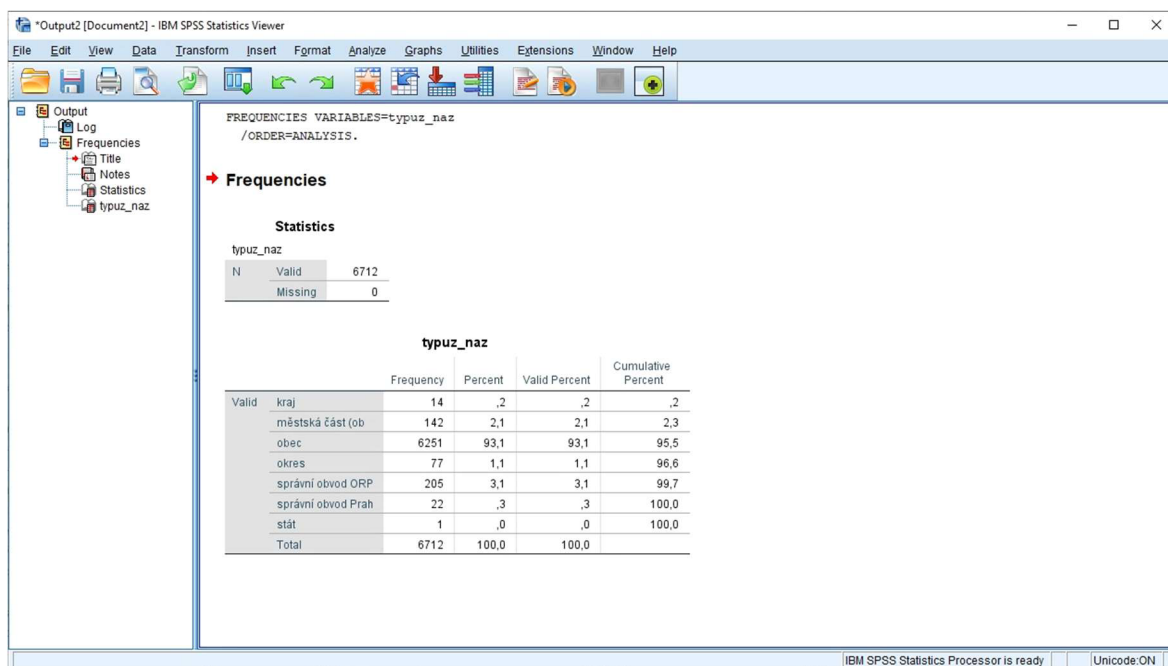 *Output2 [Document2] - IBM SPSS Statistics Viewer
File Edit View Data Transform Insert Format Analyze Graphs Utilities Extensions Window Help
Output
Log
Frequencies
Title
Notes
Statistics
typuz_naz
FREQUENCIES VARIABLES=typuz_naz
/ORDER=ANALYSIS.
Frequencies
Statistics
typuz_naz
N Valid 6712
Missing 0
typuz_naz
Frequency Percent Valid Percent Cumulative Percent
Valid kraj 14 ,2 ,2 ,2
městská část (ob 142 2,1 2,1 2,3
obec 6251 93,1 93,1 95,5
okres 77 1,1 1,1 96,6
správní obvod ORP 205 3,1 3,1 99,7
správní obvod Prah 22 ,3 ,3 100,0
stát 1 ,0 ,0 100,0
Total 6712 100,0 100,0
IBM SPSS Statistics Processor is ready Unicode:ON